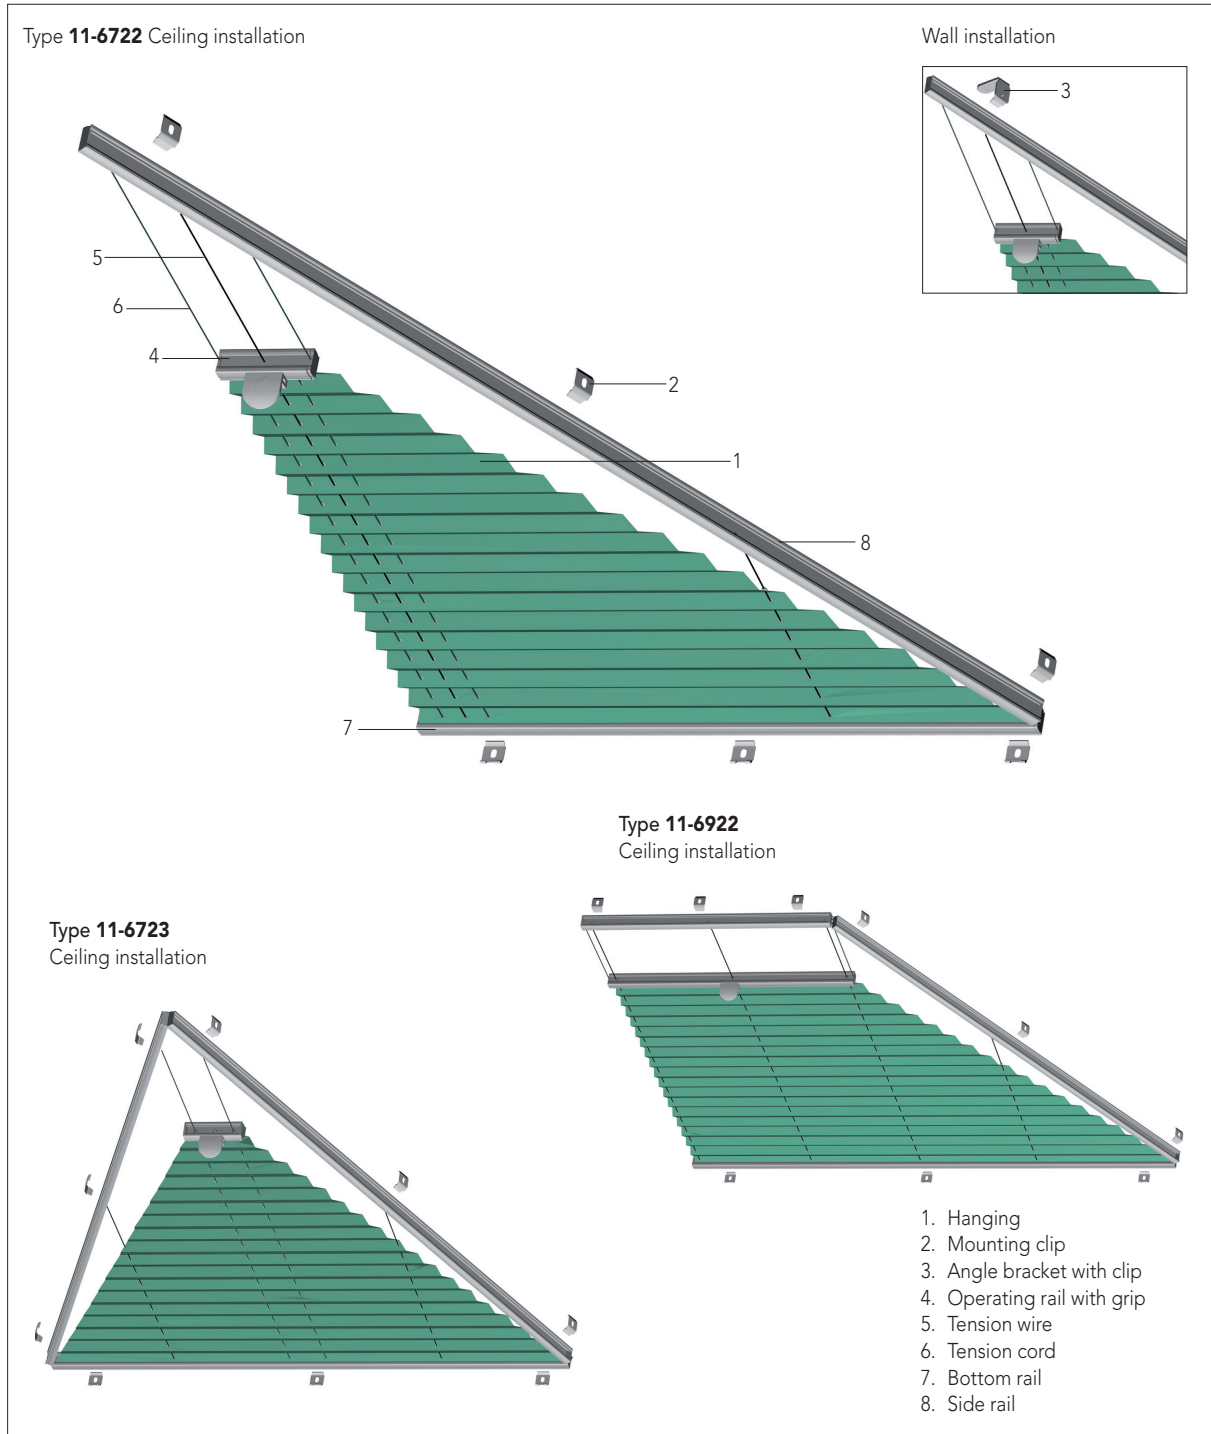 Type 11-6722 Ceiling installation
Wall installation
3
5
6
4
2
1
8
7
Type 11-6922
Ceiling installation
Type 11-6723
Ceiling installation
1. Hanging
2. Mounting clip
3. Angle bracket with clip
4. Operating rail with grip
5. Tension wire
6. Tension cord
7. Bottom rail
8. Side rail